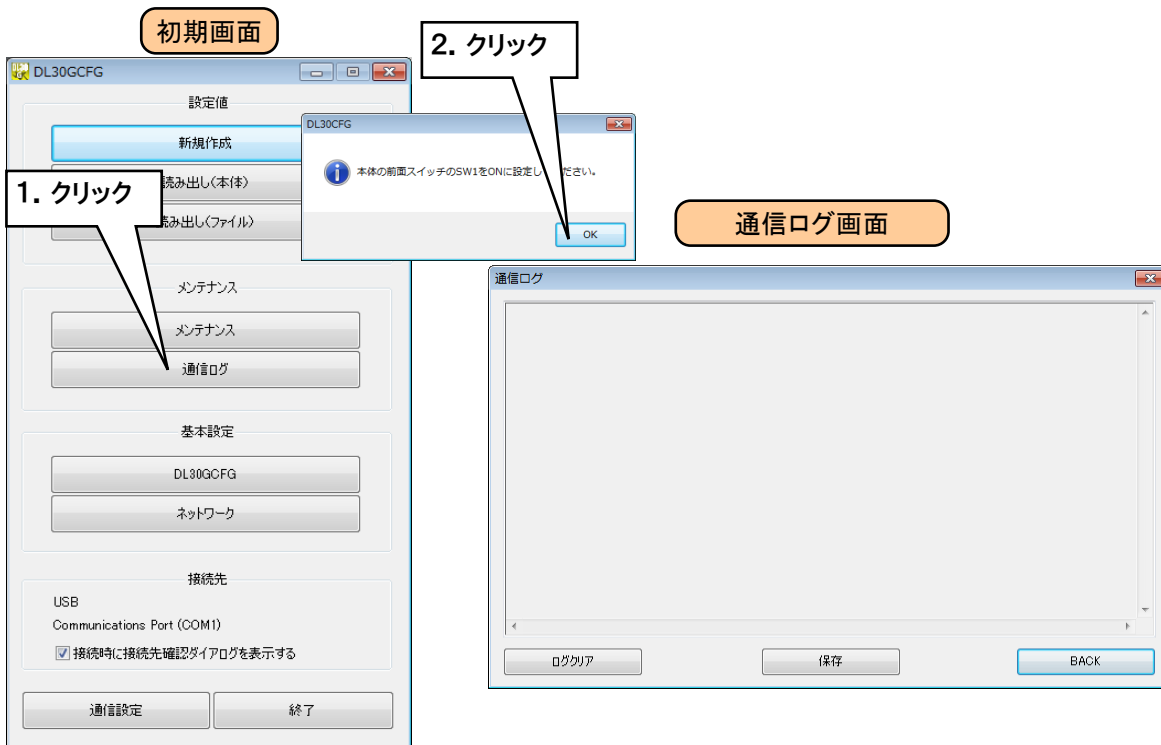 初期画面
DL30GCFG
設定値
新規作成
読み出し(本体)
読み出し(ファイル)
1. クリック
メンテナンス
メンテナンス
通信ログ
基本設定
DL30GCFG
ネットワーク
接続先
USB
Communications Port (COM1)
接続時に接続先確認ダイアログを表示する
通信設定
終了
2. クリック
DL30CFG
本体の前面スイッチのSW1をONに設定し ださい。
OK
通信ログ画面
通信ログ
ログクリア
保存
BACK